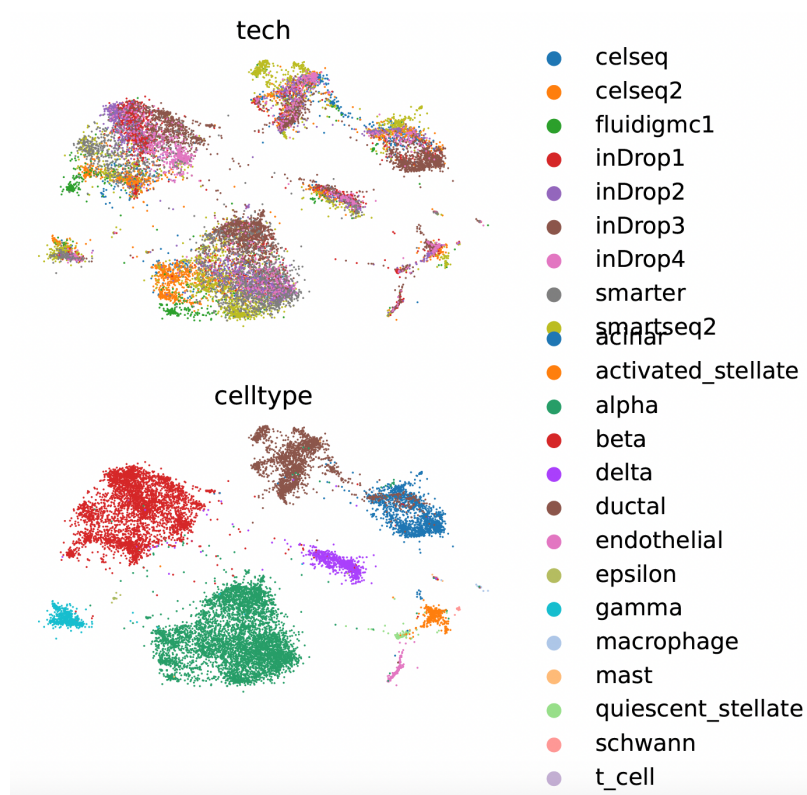 tech
celseq
celseq2
fluidigmc1
inDrop1
inDrop2
inDrop3
inDrop4
smarter
smartseq2
acinar
activated_stellate
celltype
alpha
beta
delta
ductal
endothelial
epsilon
gamma
macrophage
mast
quiescent_stellate
schwann
t_cell